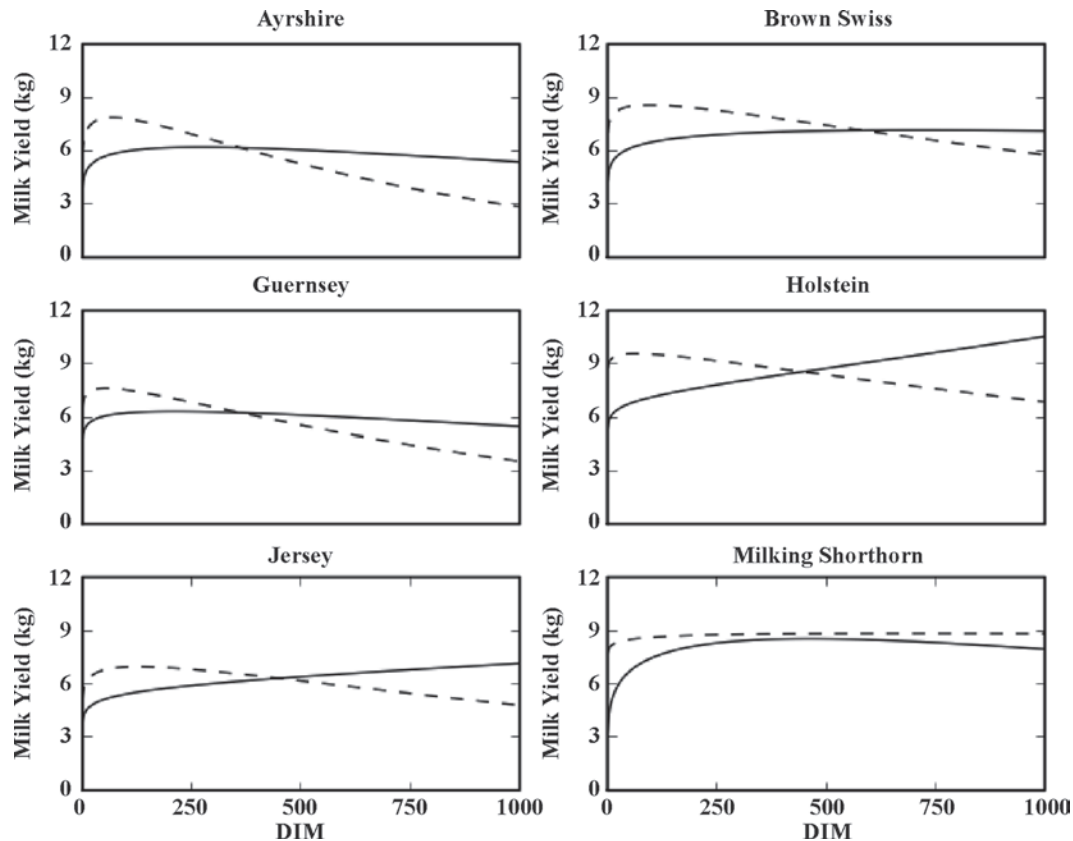 Ayrshire
Brown Swiss
12
9
6
3
0
Milk Yield (kg)
12
9
6
3
0
Milk Yield (kg)
Guernsey
Holstein
12
9
6
3
0
Milk Yield (kg)
12
9
6
3
0
Milk Yield (kg)
Jersey
Milking Shorthorn
12
9
6
3
0
Milk Yield (kg)
12
9
6
3
0
Milk Yield (kg)
0 250 500 750 1000
DIM
0 250 500 750 1000
DIM